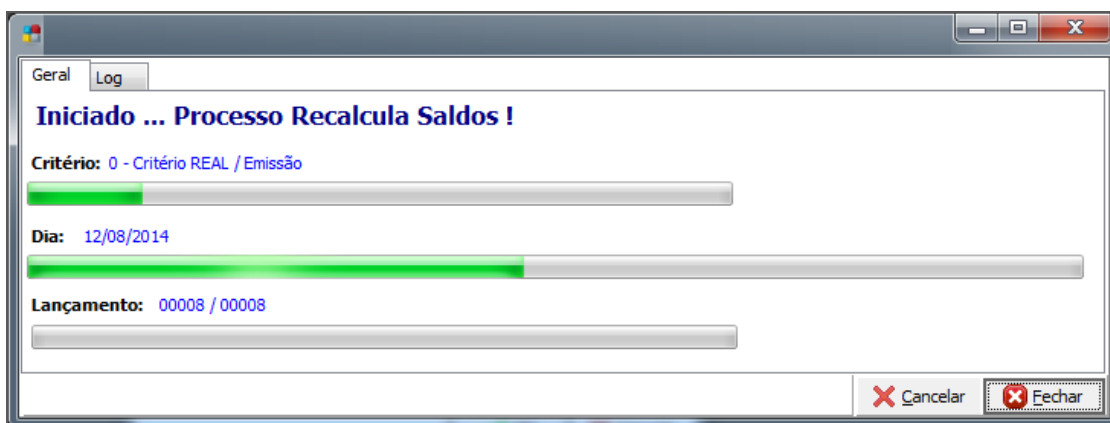 Geral Log
Iniciado ... Processo Recalcula Saldos !
Critério: 0 - Critério REAL / Emissão
Dia: 12/08/2014
Lançamento: 00008 / 00008
Cancelar Fechar